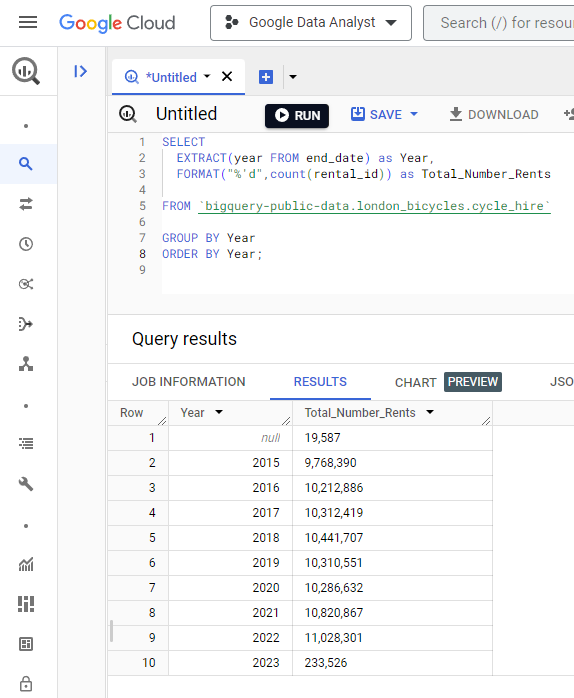 Google Cloud
Google Data Analyst
Search (/) for resou
*Untitled
Untitled
RUN
SAVE
DOWNLOAD
1 SELECT
2 EXTRACT(year FROM end_date) as Year,
3 FORMAT("%'d",count(rental_id)) as Total_Number_Rents
4
5 FROM `bigquery-public-data.london_bicycles.cycle_hire`
6
7 GROUP BY Year
8 ORDER BY Year;
9
Query results
JOB INFORMATION RESULTS CHART PREVIEW JSO
Row Year Total_Number_Rents
1 null 19,587
2 2015 9,768,390
3 2016 10,212,886
4 2017 10,312,419
5 2018 10,441,707
6 2019 10,310,551
7 2020 10,286,632
8 2021 10,820,867
9 2022 11,028,301
10 2023 233,526